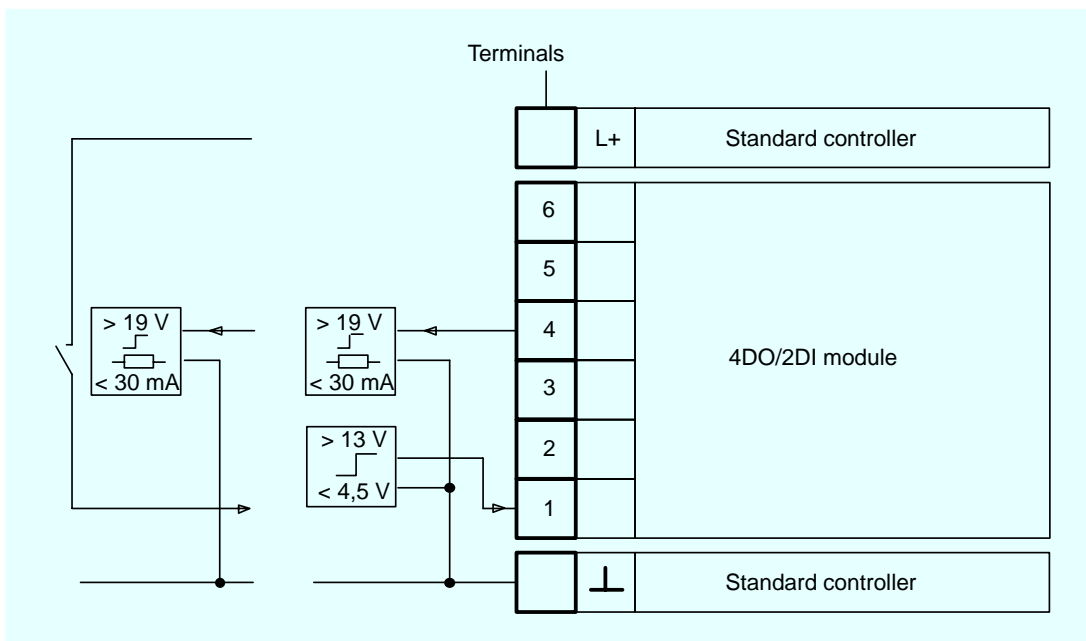 Terminals
L+ Standard controller
6
5
> 19 V > 19 V 4
4DO/2DI module
< 30 mA < 30 mA 3
> 13 V 2
< 4,5 V 1
Standard controller